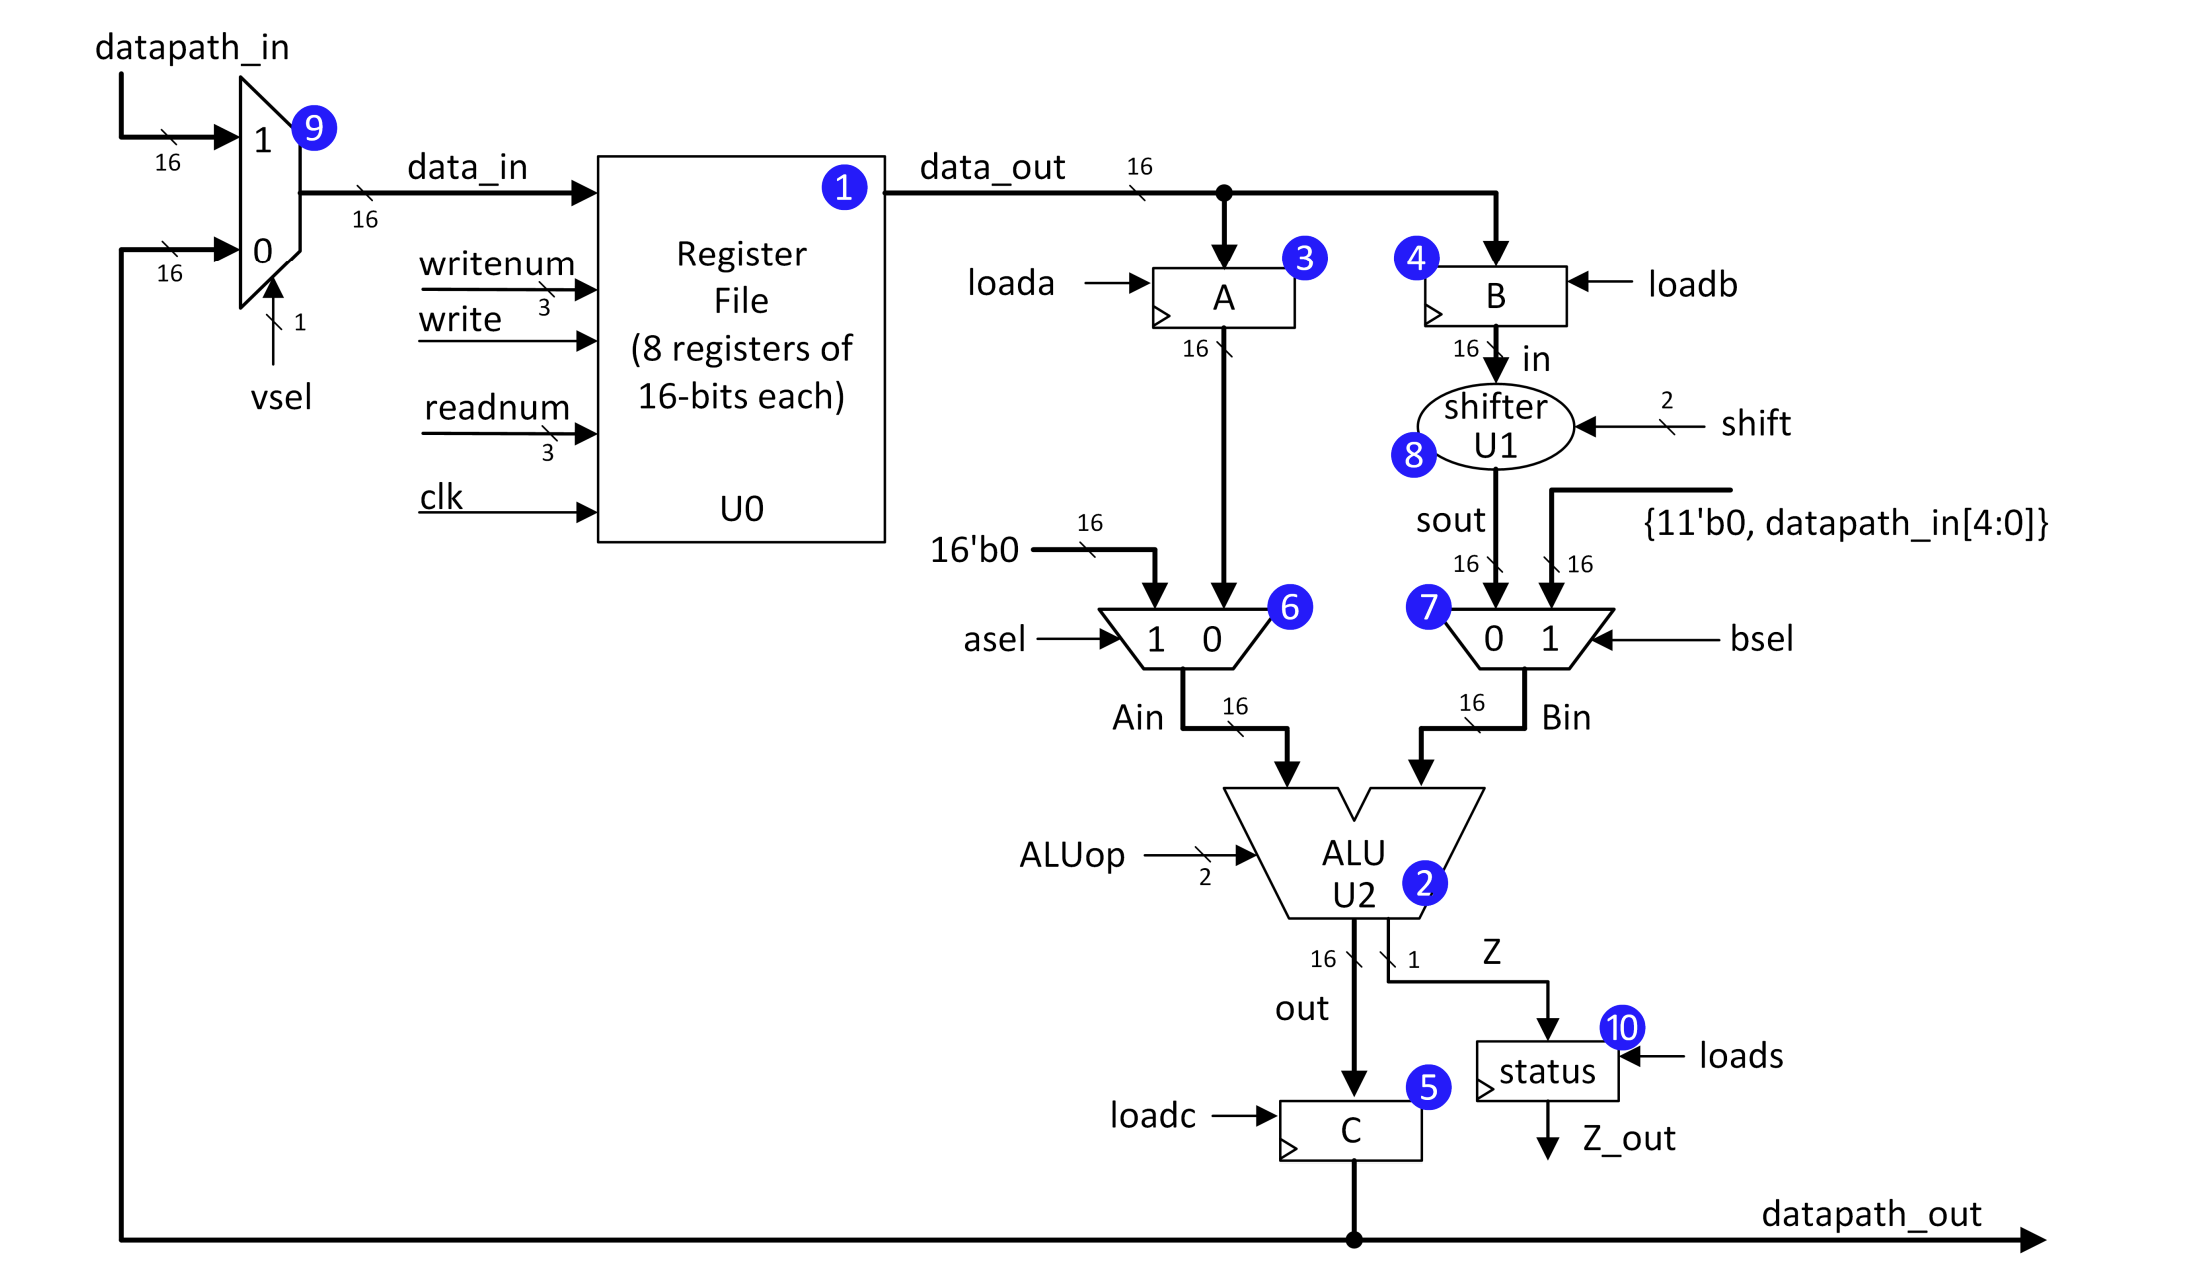 datapath_in
16
1
9
data_in
16
0
16
1
vsel
writenum
3
write
readnum
3
clk
1
Register
File
(8 registers of
16-bits each)
U0
data_out
16
loada
3
A
16
4
B
loadb
16
in
shifter
U1
8
2
shift
16'b0
16
sout
16
{11'b0, datapath_in[4:0]}
16
asel
1 0
6
7
0 1
bsel
Ain
16
16
Bin
ALUop
2
ALU
U2
2
16
1
Z
out
10
status
loads
Z_out
loadc
5
C
datapath_out